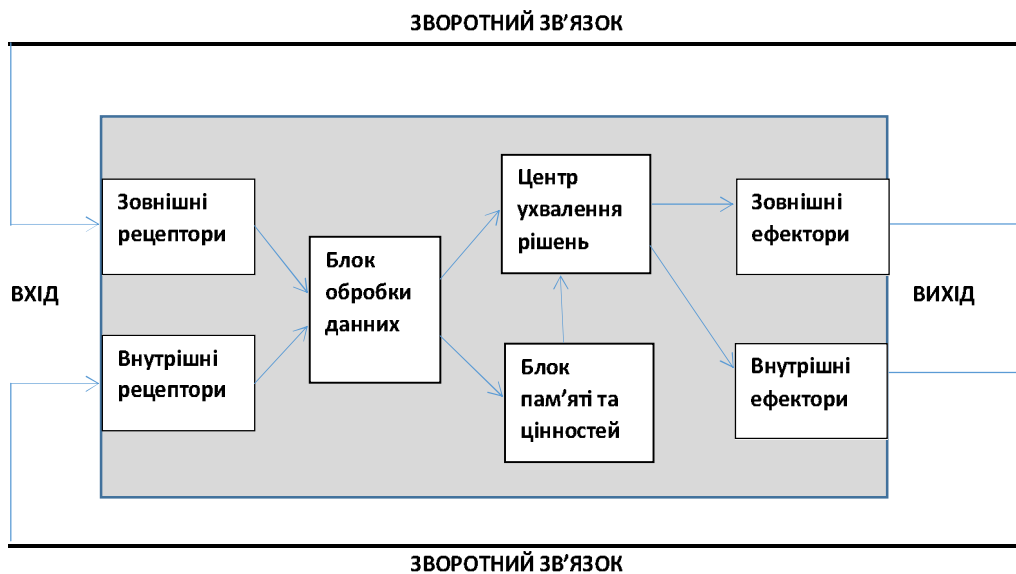 ЗВОРОТНИЙ ЗВ'ЯЗОК
Зовнішні
рецептори
Центр
ухвалення
рішень
Зовнішні
ефектори
Блок
обробки
данних
ВХІД
ВИХІД
Внутрішні
рецептори
Блок
пам'яті та
цінностей
Внутрішні
ефектори
ЗВОРОТНИЙ ЗВ'ЯЗОК